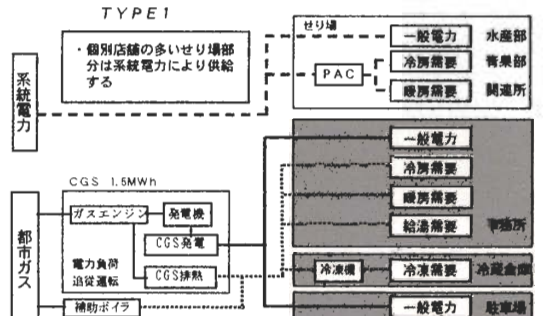 TYPE1
・個別店舗の多いせり場部
分は系統電力により供給
する
系統電力
せり場
一般電力
水産部
PAC
冷房需要
青果部
暖房需要
関連所
一般電力
冷房需要
暖房需要
給湯需要
事務所
冷凍機
冷凍需要
冷蔵倉庫
一般電力
駐車場
都市ガス
CGS 1.5MWh
ガスエンジン
発電機
CGS発電
電力負荷
追従運転
CGS排熱
補助ボイラ